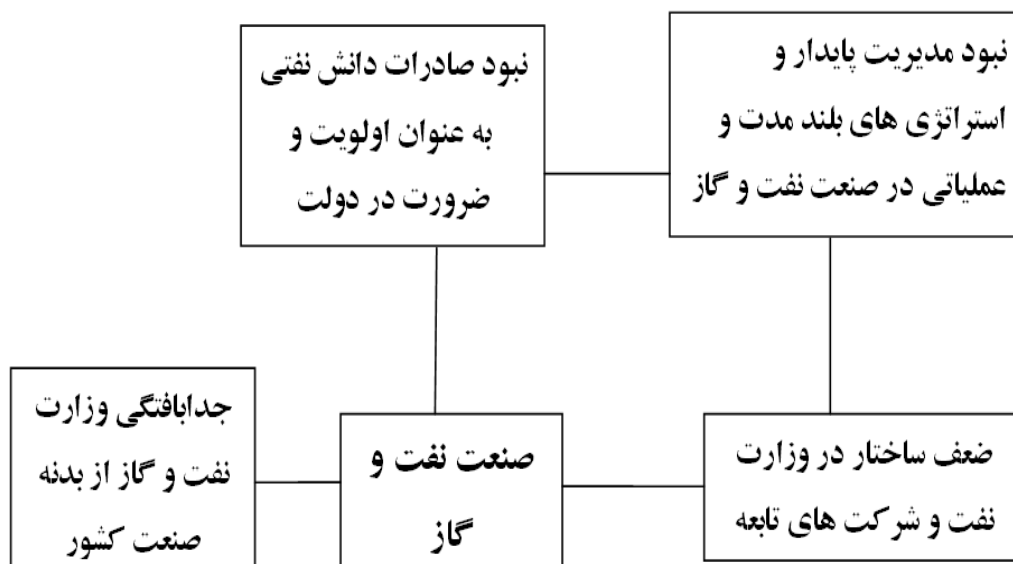 نبود مدیریت پایدار و
استراتژی های بلند مدت و
عملیاتی در صنعت نفت و گاز
نبود صادرات دانش نفتی
به عنوان اولویت و
ضرورت در دولت
ضعف ساختار در وزارت
نفت و شرکت های تابعه
صنعت نفت و
گاز
جدابافتگی وزارت
نفت و گاز از بدنه
صنعت کشور